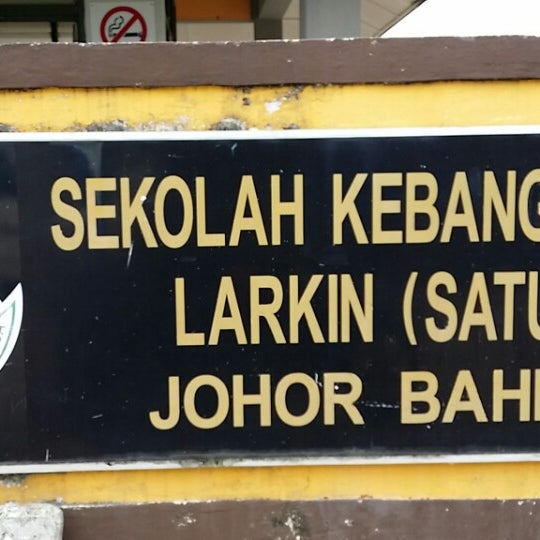 SEKOLAH KEBANG
LARKIN (SATU
JOHOR BAH